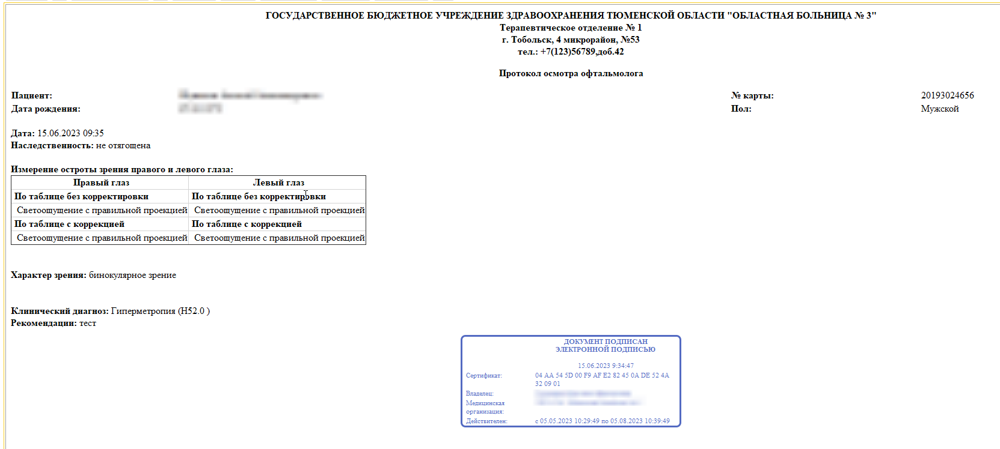 ГОСУДАРСТВЕННОЕ БЮДЖЕТНОЕ УЧРЕЖДЕНИЕ ЗДРАВООХРАНЕНИЯ ТЮМЕНСКОЙ ОБЛАСТИ "ОБЛАСТНАЯ БОЛЬНИЦА № 3"
Терапевтическое отделение № 1
г. Тобольск, 4 микрорайон, №53
тел.: +7(123)56789,доб.42
Протокол осмотра офтальмолога
Пациент: № карты: 20193024656
Дата рождения: Пол: Мужской
Дата: 15.06.2023 09:35
Наследственность: не отягощена
Измерение остроты зрения правого и левого глаза:
Правый глаз Левый глаз
По таблице без корректировки По таблице без корректировки
Светоощущение с правильной проекцией Светоощущение с правильной проекцией
По таблице с коррекцией По таблице с коррекцией
Светоощущение с правильной проекцией Светоощущение с правильной проекцией
Характер зрения: бинокулярное зрение
Клинический диагноз: Гиперметропия (H52.0 )
Рекомендации: тест
ДОКУМЕНТ ПОДПИСАН
ЭЛЕКТРОННОЙ ПОДПИСЬЮ
15.06.2023 9:34:47
Сертификат: 04 AA 54 5D 00 F9 AF E2 82 45 0A DE 52 4A
32 09 01
Владелец:
Медицинская
организация:
Действителен: с 05.05.2023 10:29:49 по 05.08.2023 10:39:49